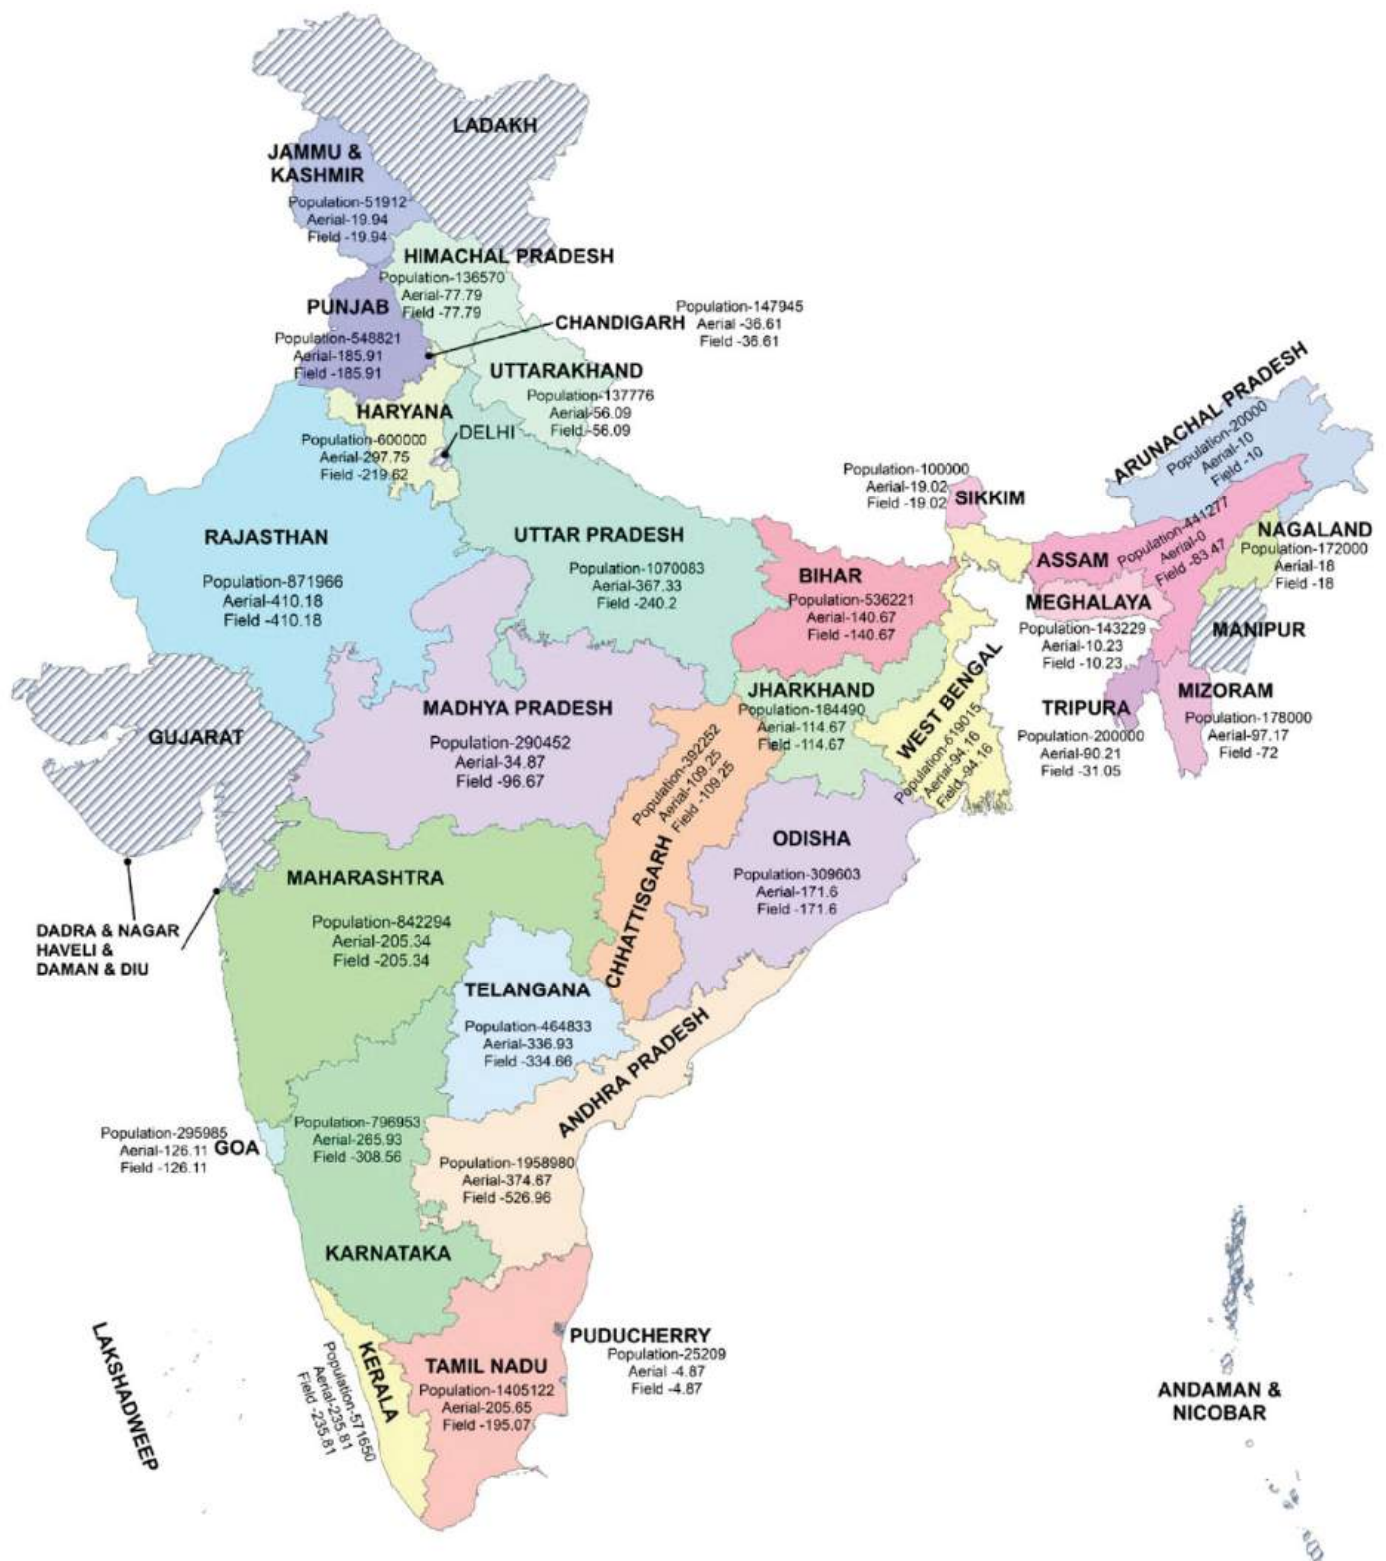 LADAKH
JAMMU &
KASHMIR
Population-51912
Aerial-19.94
Field -19.94
HIMACHAL PRADESH
Population-136570
Aerial-77.79
Field -77.79
PUNJAB
Population-548821
Aerial-185.91
Field -185.91
CHANDIGARH
Population-147945
Aerial -36.61
Field -36.61
UTTARAKHAND
Population-137776
Aerial-56.09
Field -56.09
HARYANA
Population-600000
Aerial-297.75
Field -219.62
DELHI
ARUNACHAL PRADESH
Population-20000
Aerial-10
Field -10
Population-100000
Aerial-19.02
Field -19.02
SIKKIM
RAJASTHAN
Population-871966
Aerial-410.18
Field -410.18
UTTAR PRADESH
Population-1070083
Aerial-367.33
Field -240.2
BIHAR
Population-536221
Aerial-140.67
Field -140.67
ASSAM
Population-441277
Aerial-0
Field -83.47
NAGALAND
Population-172000
Aerial-18
Field -18
MEGHALAYA
Population-143229
Aerial-10.23
Field -10.23
MANIPUR
GUJARAT
MADHYA PRADESH
Population-290452
Aerial-34.87
Field -96.67
JHARKHAND
Population-184490
Aerial-114.67
Field -114.67
WEST BENGAL
Population-619015
Aerial-94.16
Field -94.16
TRIPURA
Population-200000
Aerial-90.21
Field -31.05
MIZORAM
Population-178000
Aerial-97.17
Field -72
CHHATTISGARH
Population-392252
Aerial-109.25
Field -109.25
ODISHA
Population-309603
Aerial-171.6
Field -171.6
MAHARASHTRA
Population-842294
Aerial-205.34
Field -205.34
DADRA & NAGAR
HAVELI &
DAMAN & DIU
TELANGANA
Population-464833
Aerial-336.93
Field -334.66
ANDHRA PRADESH
Population-1958980
Aerial-374.67
Field -526.96
Population-295985
Aerial-126.11
Field -126.11
GOA
Population-796953
Aerial-265.93
Field -308.56
KARNATAKA
LAKSHADWEEP
KERALA
Population-571650
Aerial-235.81
Field -235.81
TAMIL NADU
Population-1405122
Aerial-205.65
Field -195.07
PUDUCHERRY
Population-25209
Aerial -4.87
Field -4.87
ANDAMAN &
NICOBAR